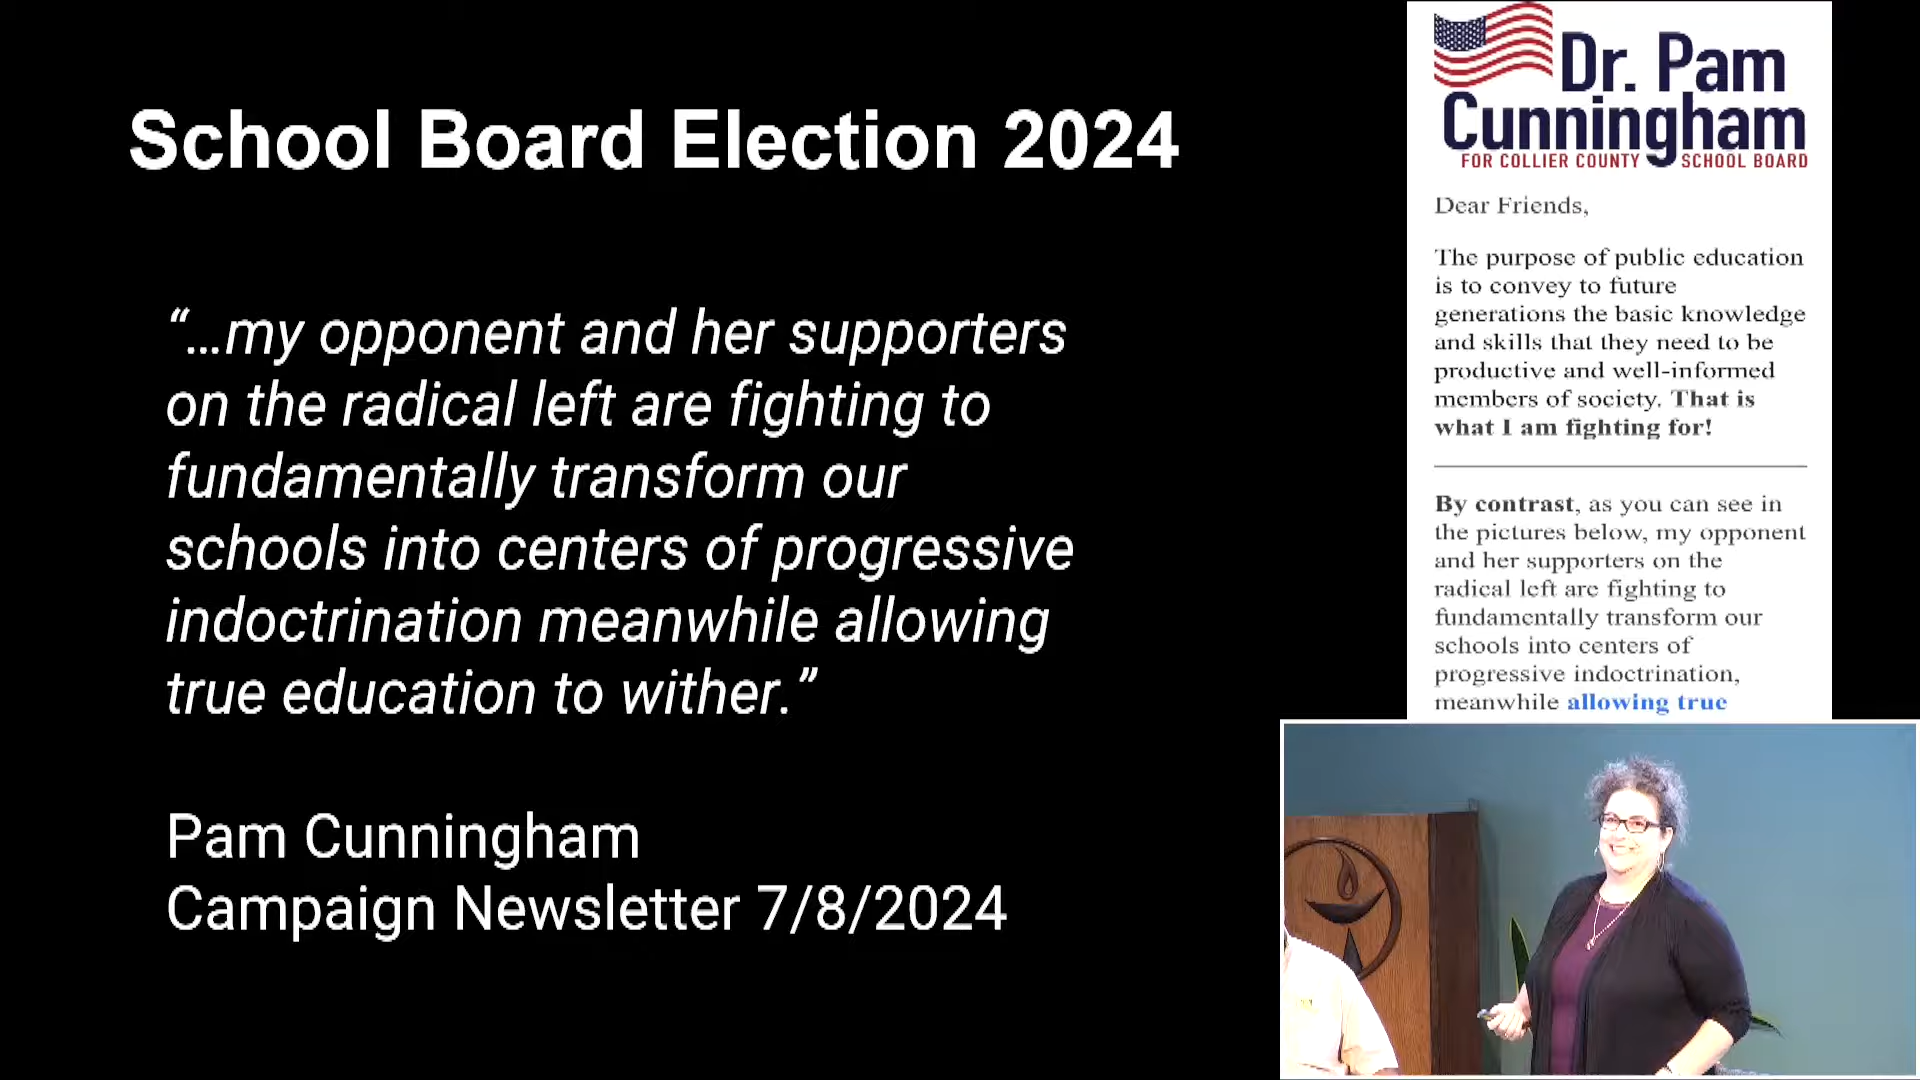 School Board Election 2024
“...my opponent and her supporters
on the radical left are fighting to
fundamentally transform our
schools into centers of progressive
indoctrination meanwhile allowing
true education to wither.”
Pam Cunningham
Campaign Newsletter 7/8/2024
Dr. Pam
Cunningham
FOR COLLIER COUNTY SCHOOL BOARD
Dear Friends,
The purpose of public education
is to convey to future
generations the basic knowledge
and skills that they need to be
productive and well-informed
members of society. That is
what I am fighting for!
By contrast, as you can see in
the pictures below, my opponent
and her supporters on the
radical left are fighting to
fundamentally transform our
schools into centers of
progressive indoctrination,
meanwhile allowing true